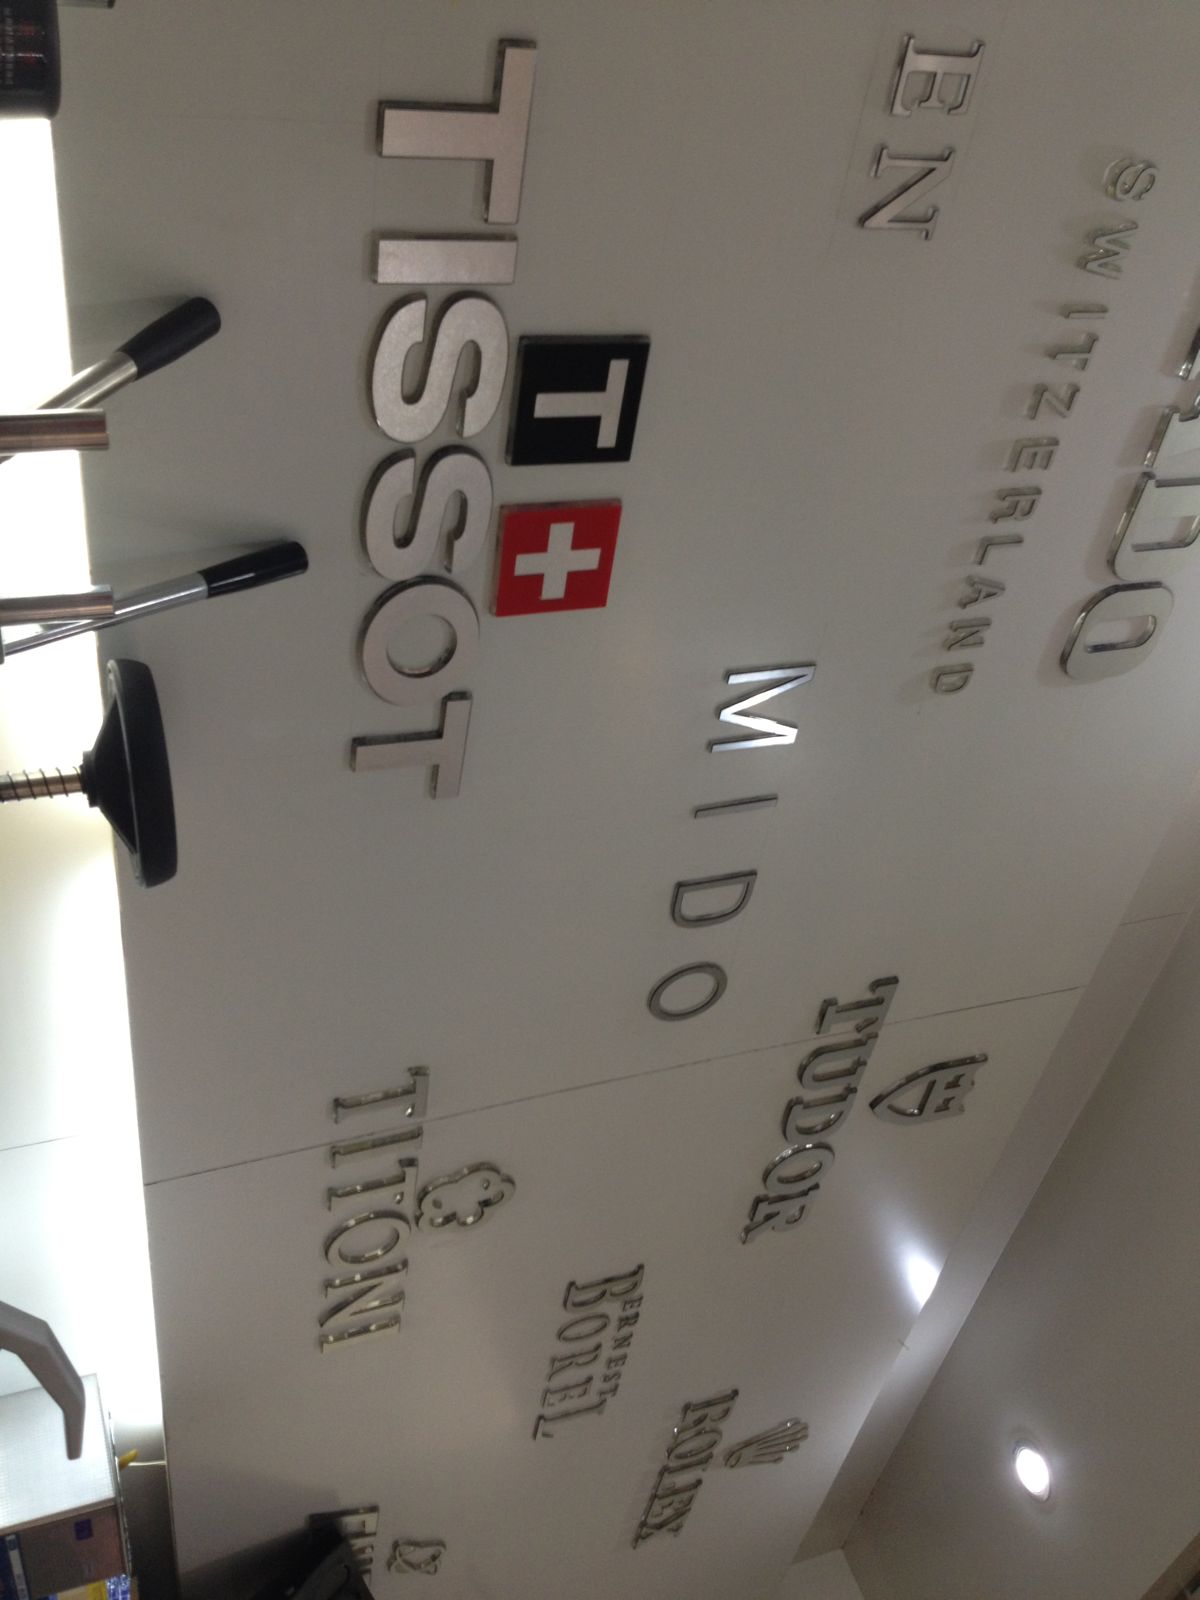 EN
SWITZERLAND
T
TISSOT
MIDO
TUDOR
TITONI
ERNEST
BOREL
ROLEX